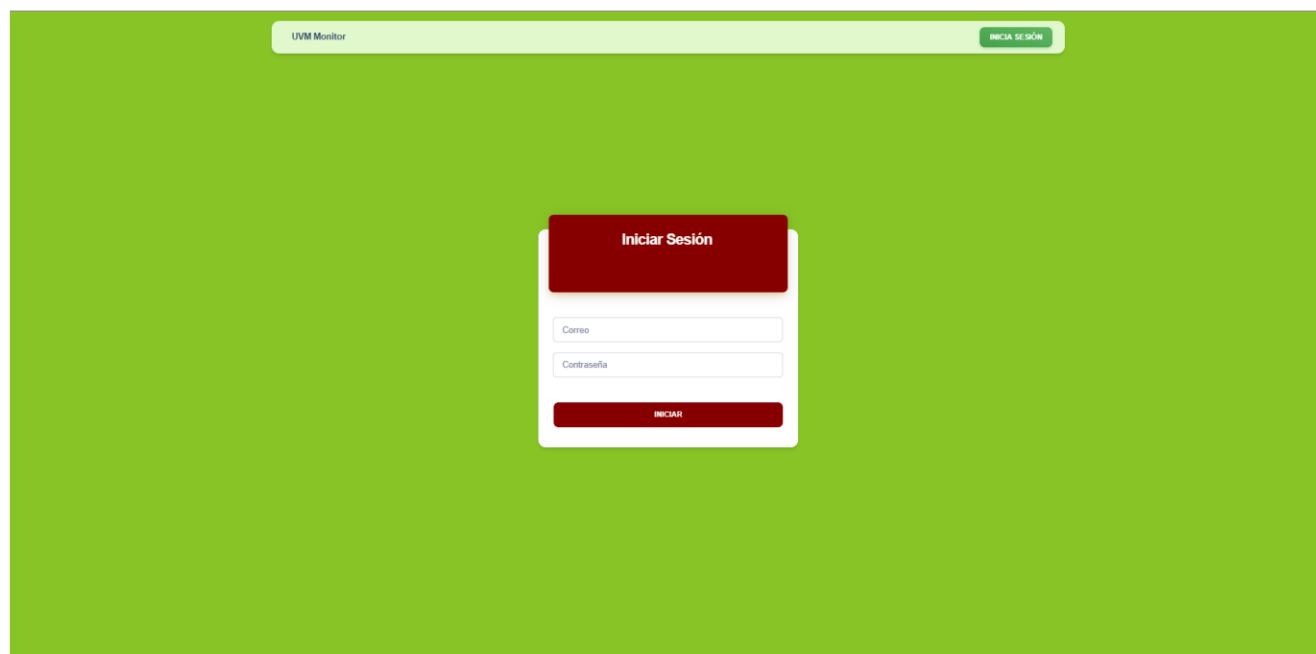 UVM Monitor
INICIA SESIÓN
Iniciar Sesión
Correo
Contraseña
INICIAR